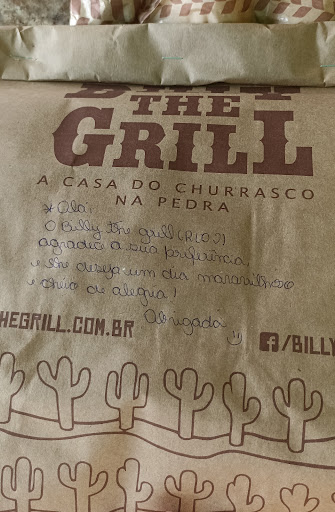 THE
GRILL
A CASA DO CHURRASCO
NA PEDRA
* Olá,
O Billy the grill (RIO2)
agradece a sua preferência,
e lhe deseja um dia maravilhoso
e cheio de alegria!
Obrigada
:)
HEGRILL.COM.BR
/BILLY